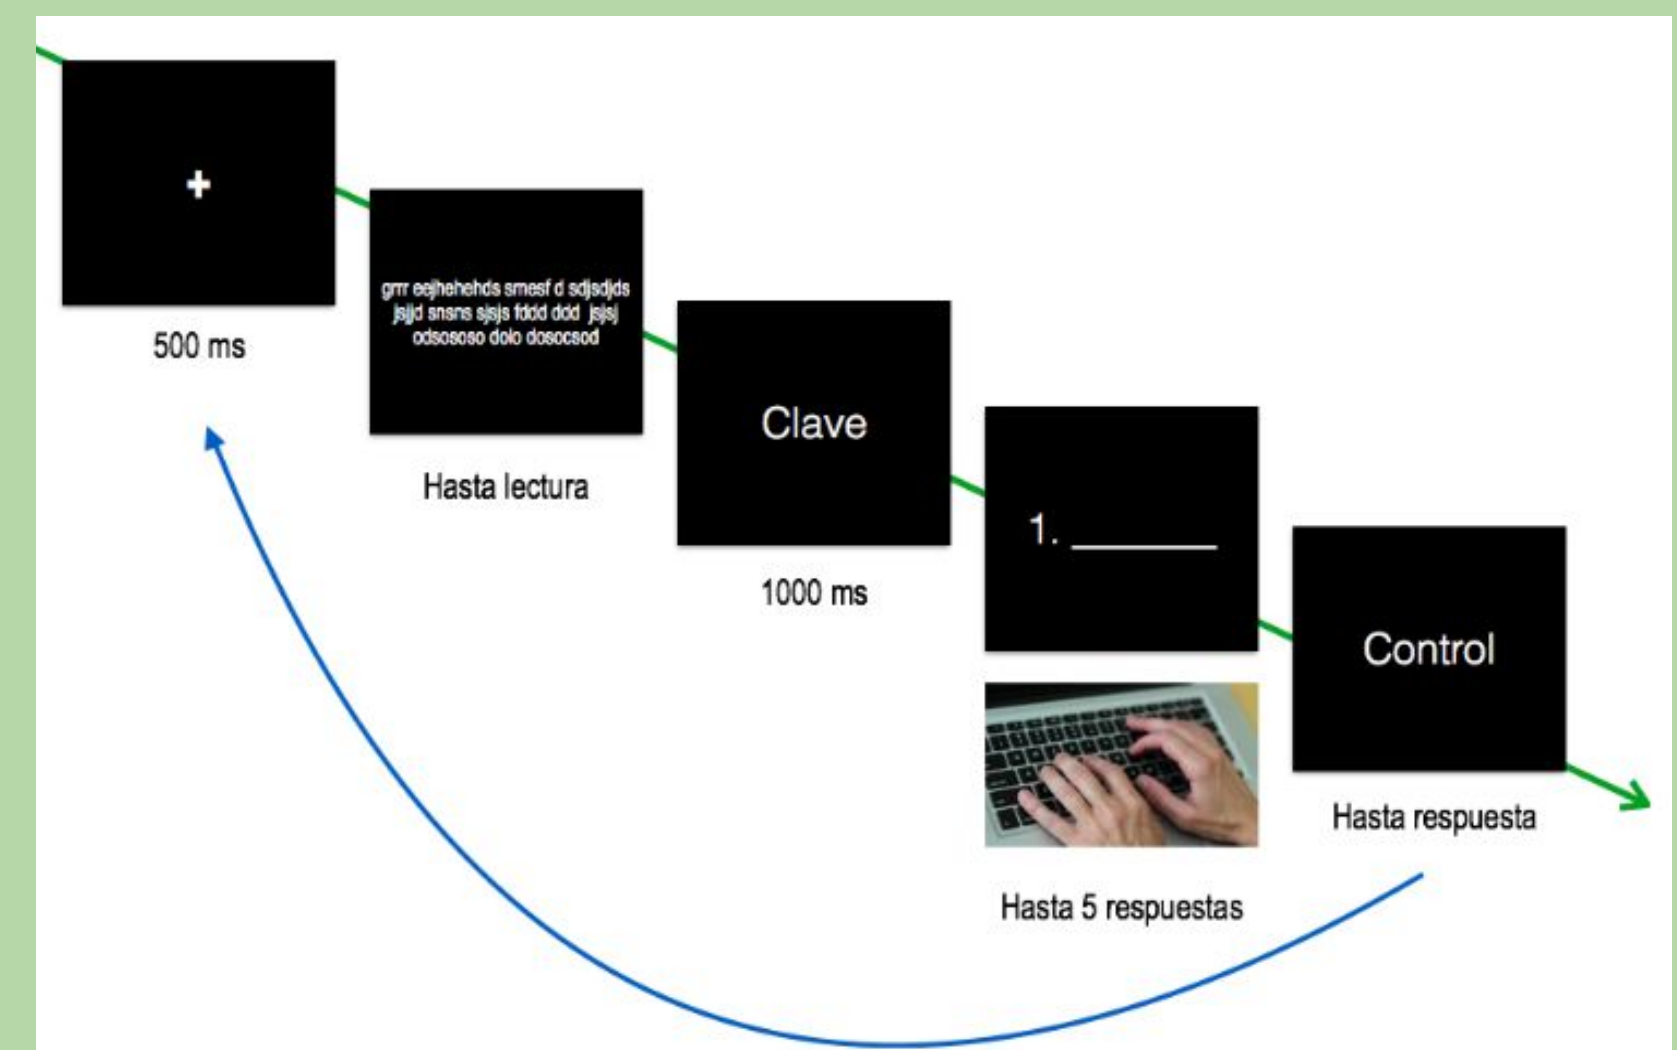 +
500 ms
grrr eejhehehds smesf d sdjsdjds
jsjjd snsns sjsjs fddd ddd jsjsj
odsososo dolo dosocsod
Hasta lectura
Clave
1000 ms
1. ________
Hasta 5 respuestas
Control
Hasta respuesta